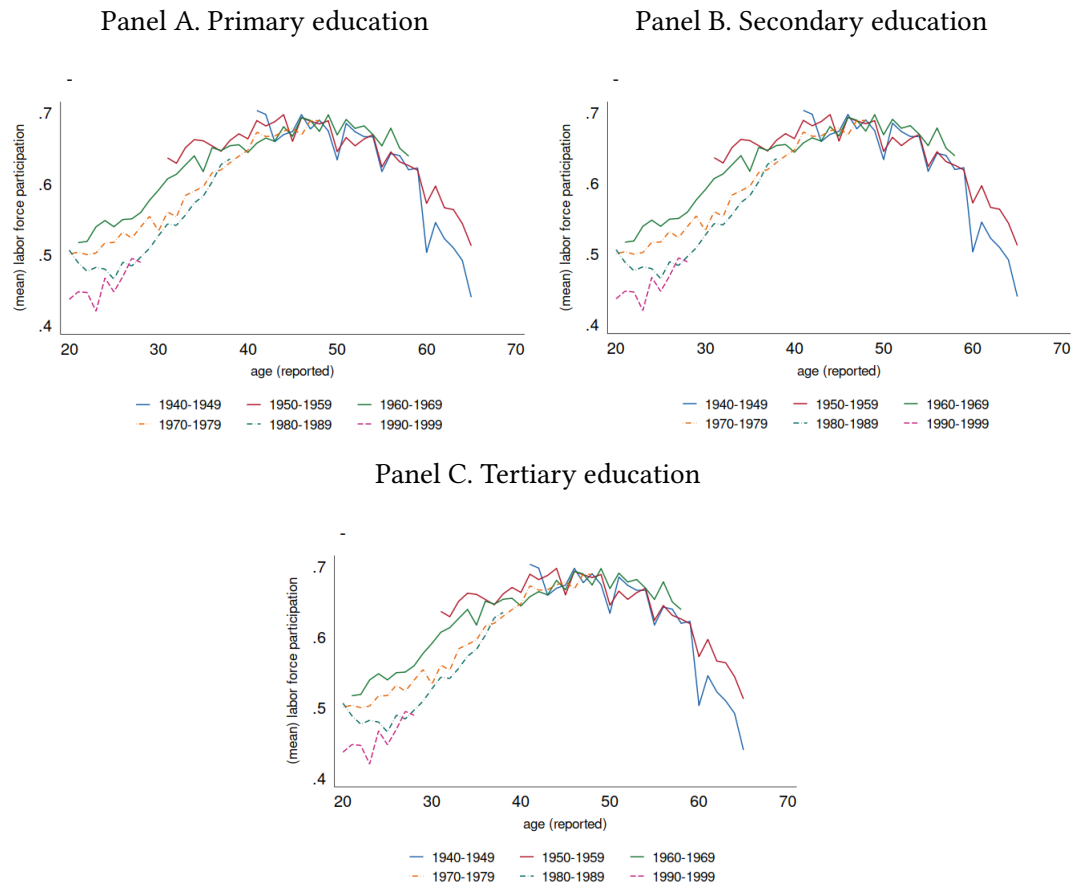 Panel A. Primary education
-
(mean) labor force participation
.7
.6
.5
.4
20 30 40 50 60 70
age (reported)
1940-1949 1950-1959 1960-1969
1970-1979 1980-1989 1990-1999
Panel B. Secondary education
-
(mean) labor force participation
.7
.6
.5
.4
20 30 40 50 60 70
age (reported)
1940-1949 1950-1959 1960-1969
1970-1979 1980-1989 1990-1999
Panel C. Tertiary education
-
(mean) labor force participation
.7
.6
.5
.4
20 30 40 50 60 70
age (reported)
1940-1949 1950-1959 1960-1969
1970-1979 1980-1989 1990-1999